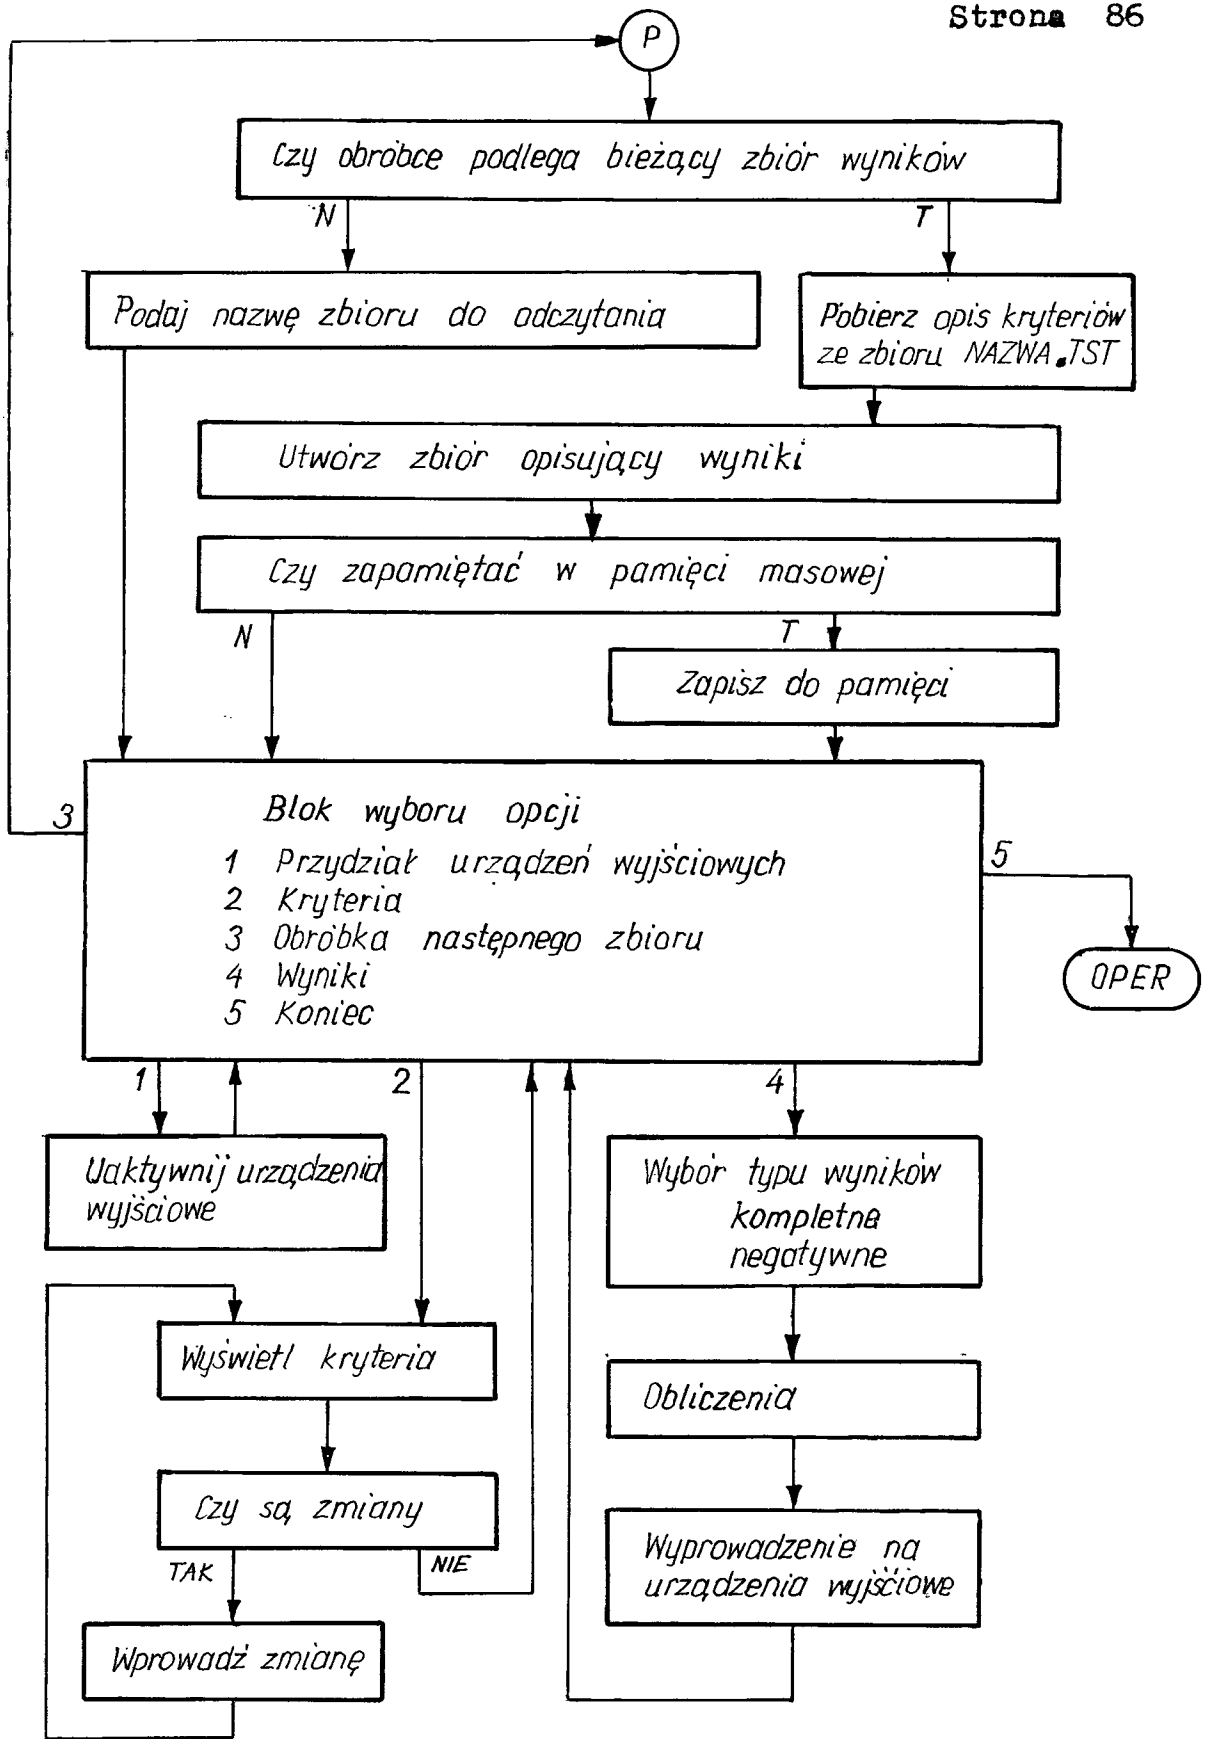 Strona 86
P
Czy obróbce podlega bieżący zbiór wyników
N
T
Podaj nazwę zbioru do odczytania
Pobierz opis kryteriów
ze zbioru NAZWA.TST
Utwórz zbiór opisujący wyniki
Czy zapamiętać w pamięci masowej
N
T
Zapisz do pamięci
3
Blok wyboru opcji
1 Przydział urządzeń wyjściowych
2 Kryteria
3 Obróbka następnego zbioru
4 Wyniki
5 Koniec
5
OPER
1
2
4
Uaktywnij urządzenia
wyjściowe
Wybór typu wyników
kompletne
negatywne
Wyświetl kryteria
Obliczenia
Czy są zmiany
TAK
NIE
Wyprowadzenie na
urządzenia wyjściowe
Wprowadź zmianę